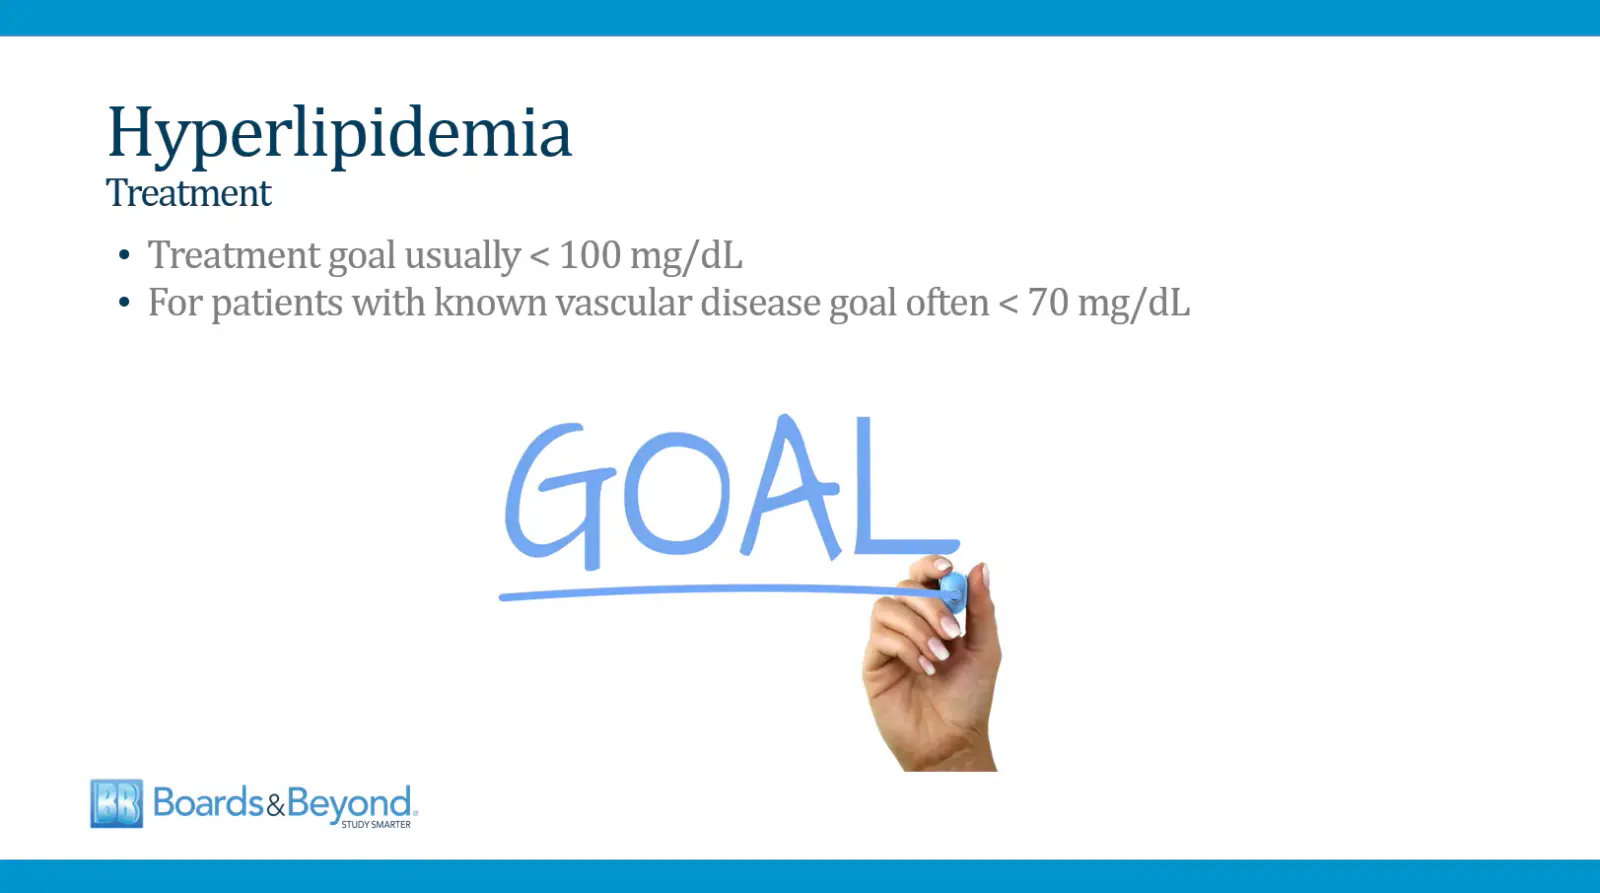 Hyperlipidemia
Treatment
• Treatment goal usually < 100 mg/dL
• For patients with known vascular disease goal often < 70 mg/dL
GOAL
BB Boards&Beyond®
STUDY SMARTER